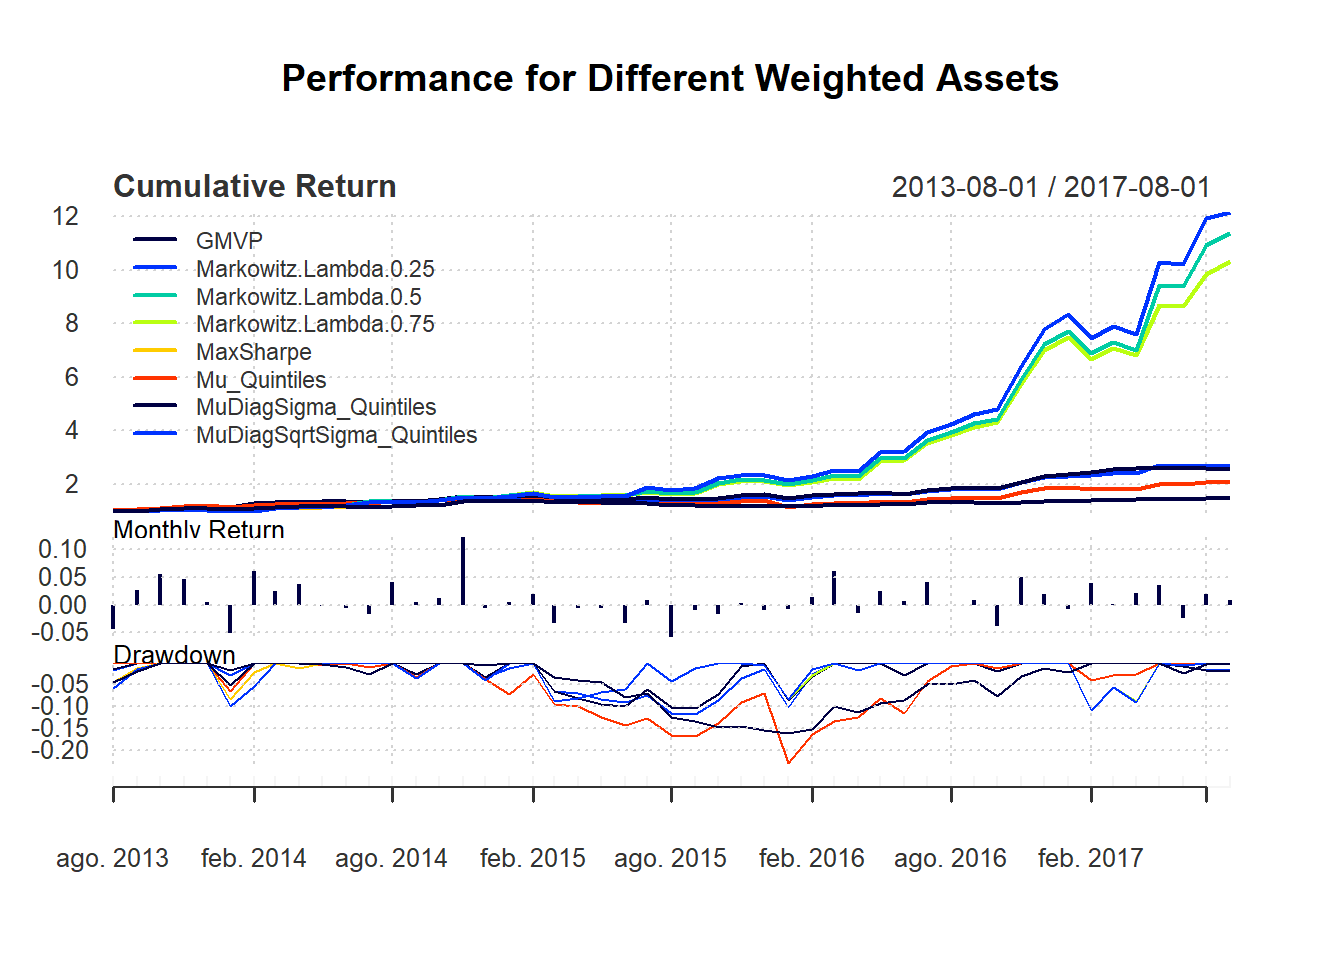 Performance for Different Weighted Assets
Cumulative Return 2013-08-01 / 2017-08-01
12
10
8
6
4
2
GMVP
Markowitz.Lambda.0.25
Markowitz.Lambda.0.5
Markowitz.Lambda.0.75
MaxSharpe
Mu_Quintiles
MuDiagSigma_Quintiles
MuDiagSqrtSigma_Quintiles
Monthly Return
0.10
0.05
0.00
-0.05
Drawdown
-0.05
-0.10
-0.15
-0.20
ago. 2013 feb. 2014 ago. 2014 feb. 2015 ago. 2015 feb. 2016 ago. 2016 feb. 2017